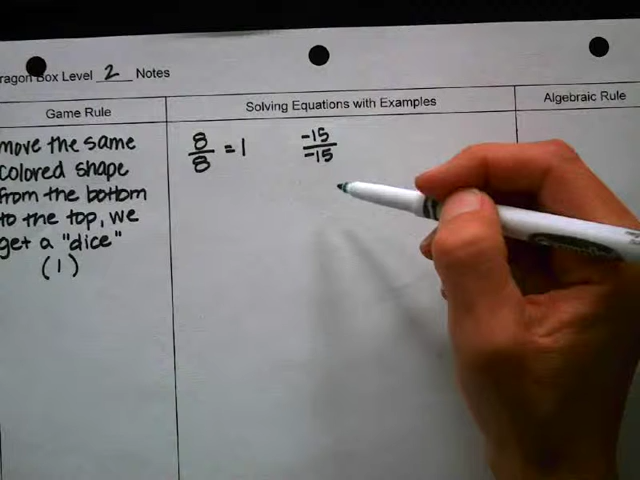 ragon Box Level 2 Notes
Game Rule
Solving Equations with Examples
Algebraic Rule
move the same
colored shape
from the bottom
to the top, we
get a "dice"
(1)
8/8 = 1
-15/-15